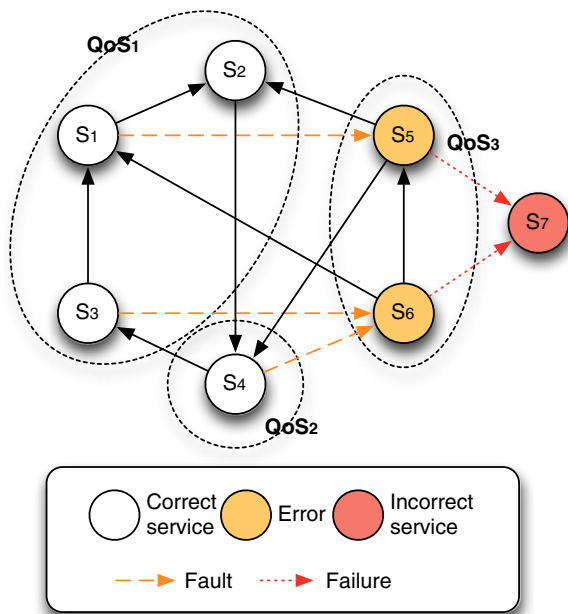 QoS1
S2
S1
S5
QoS3
S7
S3
S6
S4
QoS2
Correct
service
Error
Incorrect
service
Fault
Failure